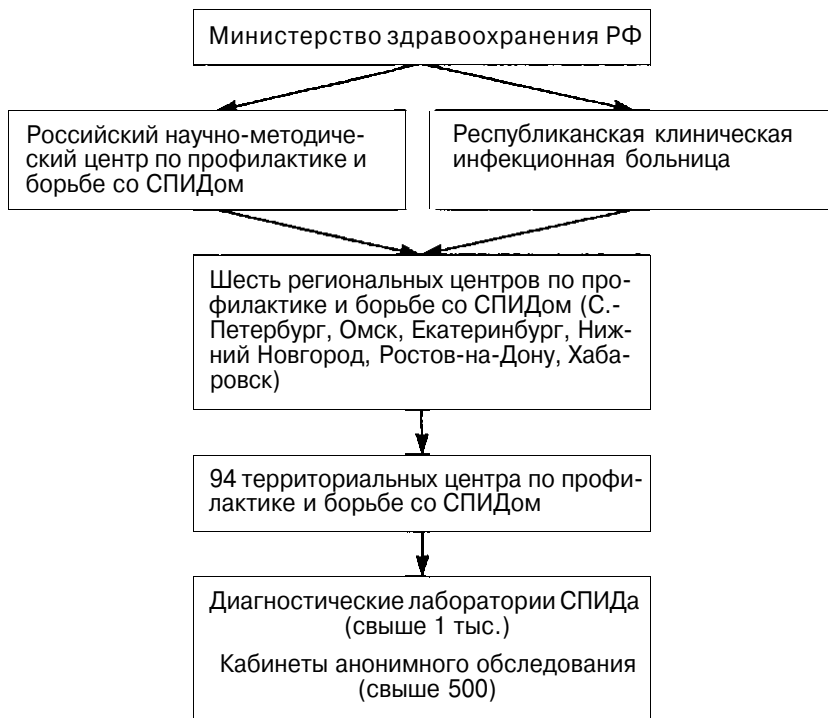 Министерство здравоохранения РФ
Российский научно-методиче-
ский центр по профилактике и
борьбе со СПИДом
Республиканская клиническая
инфекционная больница
Шесть региональных центров по про-
филактике и борьбе со СПИДом (С.-
Петербург, Омск, Екатеринбург, Ниж-
ний Новгород, Ростов-на-Дону, Хаба-
ровск)
94 территориальных центра по профи-
лактике и борьбе со СПИДом
Диагностические лаборатории СПИДа
(свыше 1 тыс.)
Кабинеты анонимного обследования
(свыше 500)